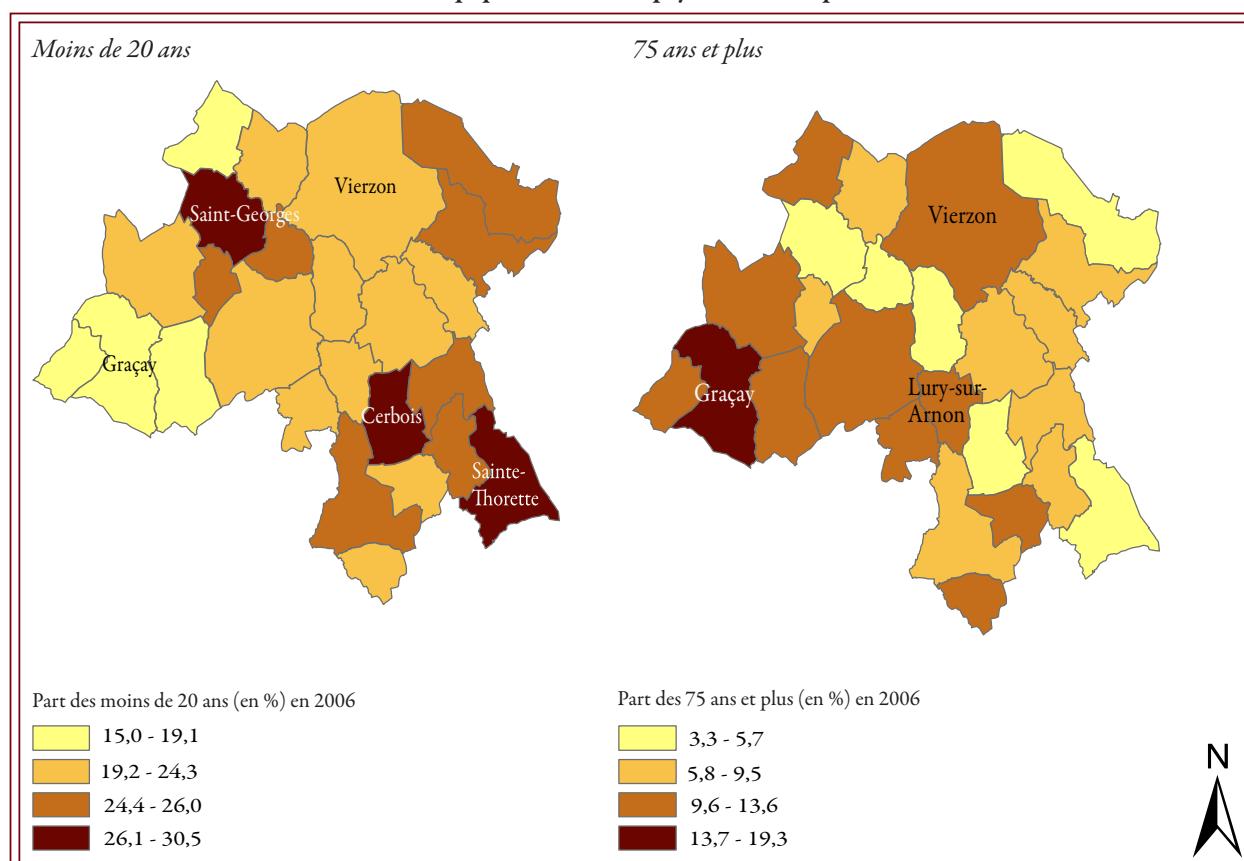 Moins de 20 ans
75 ans et plus
Vierzon
Saint-Georges
Graçay
Cerbois
Sainte-
Thorette
Vierzon
Graçay
Lury-sur-
Arnon
Part des moins de 20 ans (en %) en 2006
15,0 - 19,1
19,2 - 24,3
24,4 - 26,0
26,1 - 30,5
Part des 75 ans et plus (en %) en 2006
3,3 - 5,7
5,8 - 9,5
9,6 - 13,6
13,7 - 19,3
N